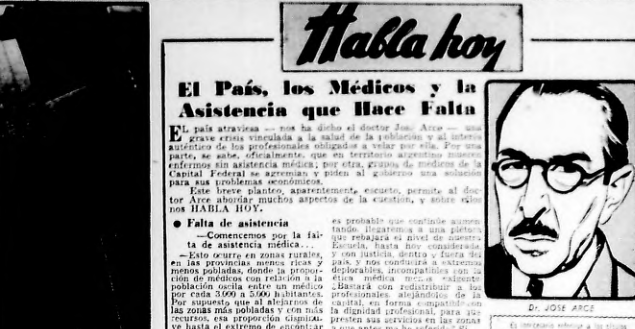 Habla hoy
El País, los Médicos y la
Asistencia que Hace Falta
EL país atraviesa — nos ha dicho el doctor José Arce — una
grave crisis vinculada a la salud de la población y al interés
auténtico de los profesionales obligados a velar por ella. Por una
parte, se sabe, oficialmente, que en territorio argentino mueren
enfermos sin asistencia médica; por otra, grupos de médicos de la
Capital Federal se agremian y piden al gobierno una solución
para sus problemas económicos.
Este breve planteo, aparentemente, escueto, permite al doc-
tor Arce abordar muchos aspectos de la cuestión, y sobre ellos
nos HABLA HOY.
● Falta de asistencia
—Comencemos por la fal-
ta de asistencia médica...
—Esto ocurre en zonas rurales,
en las provincias menos ricas y
menos pobladas, donde la propor-
ción de médicos con relación a la
población oscila entre un médico
por cada 3.000 a 5.000 habitantes.
Por supuesto que al alejarnos de
las zonas más pobladas y con más
recursos, esa proporción disminu-
ye hasta el extremo de encontrar
es probable que continúe aumen-
tando. Llegaremos a una plétora
que rebajará el nivel de nuestra
Escuela, hasta hoy considerada,
y con justicia, dentro y fuera del
país, y nos conducirá a extremos
deplorables, incompatibles con la
ética médica menos exigente.
¿Bastará con redistribuir a los
profesionales, alejándolos de la
capital, en forma compatible con
la dignidad profesional, para que
presten sus servicios en las zonas
a que antes me he referido?
Dr. JOSE ARCE